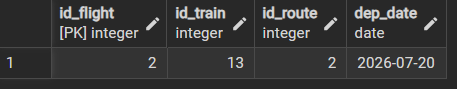 id_flight id_train id_route dep_date
[PK] integer integer integer date
1 2 13 2 2026-07-20